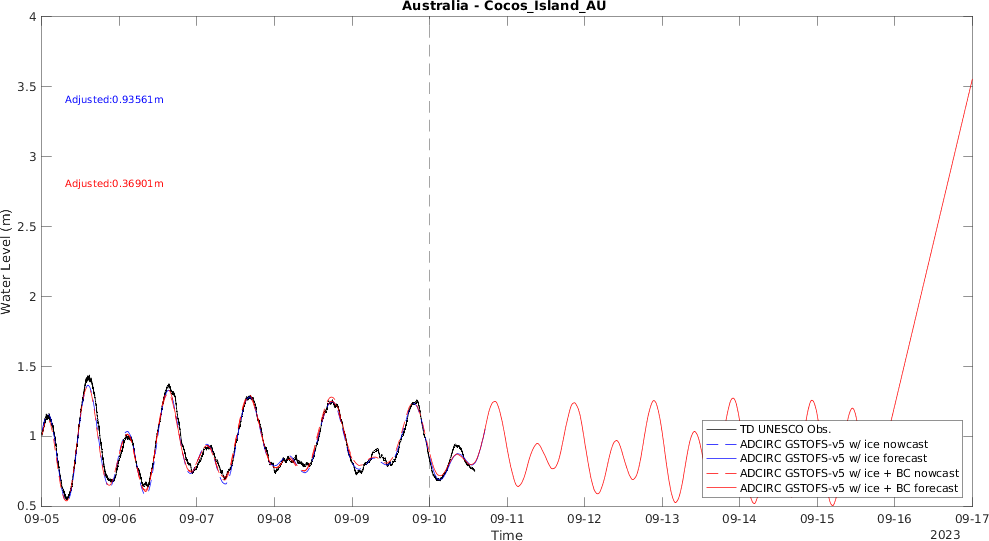 Australia - Cocos_Island_AU
4
3.5
3
2.5
2
1.5
1
0.5
Water Level (m)
Adjusted:0.93561m
Adjusted:0.36901m
TD UNESCO Obs.
ADCIRC GSTOFS-v5 w/ ice nowcast
ADCIRC GSTOFS-v5 w/ ice forecast
ADCIRC GSTOFS-v5 w/ ice + BC nowcast
ADCIRC GSTOFS-v5 w/ ice + BC forecast
09-05 09-06 09-07 09-08 09-09 09-10 09-11 09-12 09-13 09-14 09-15 09-16 09-17
Time
2023